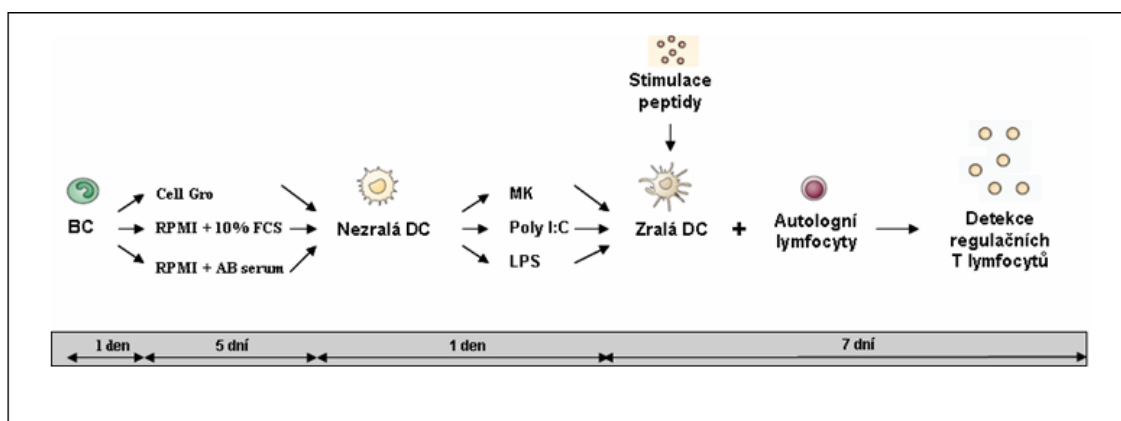 Stimulace
peptidy
Cell Gro
MK
BC
RPMI + 10% FCS
Nezralá DC
Poly I:C
Zralá DC
+
Autologní
lymfocyty
Detekce
regulačních
T lymfocytů
RPMI + AB serum
LPS
1 den
5 dní
1 den
7 dní